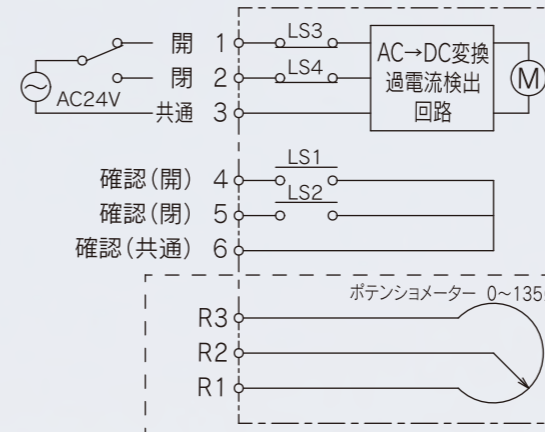 開 1
LS3
AC→DC変換
閉 2
LS4
過電流検出
M
AC24V
共通 3
回路
LS1
確認(開) 4
LS2
確認(閉) 5
確認(共通) 6
ポテンショメーター 0~135
R3
R2
R1